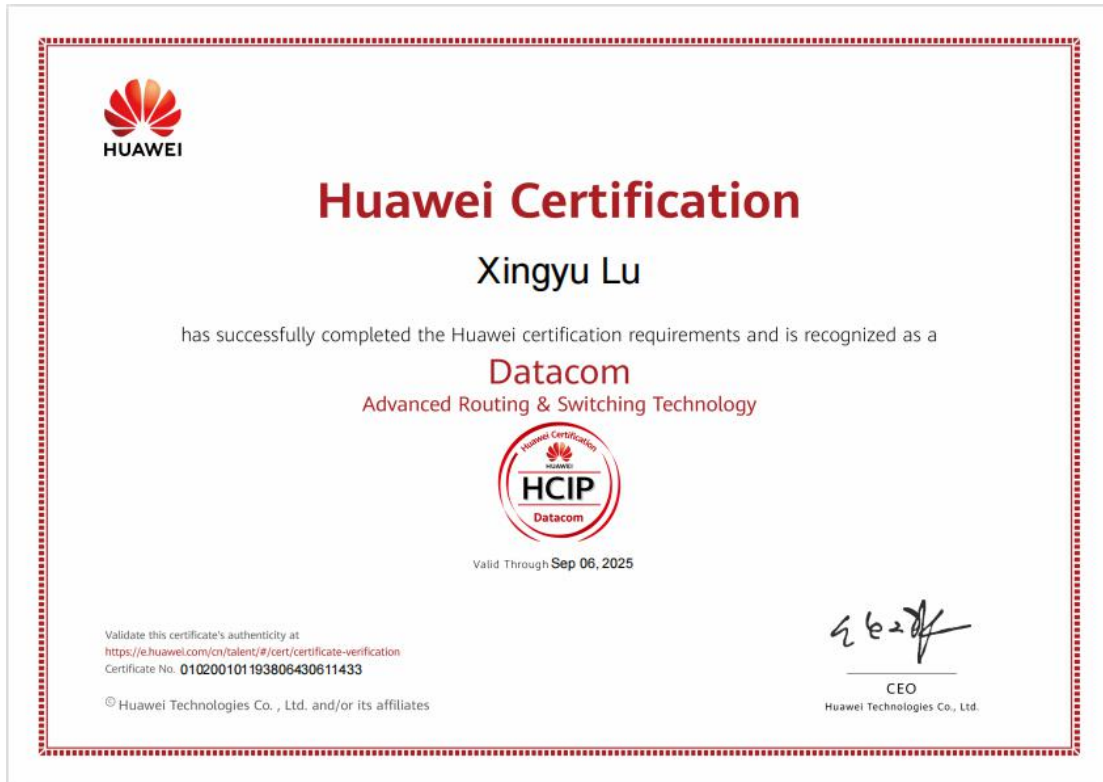 HUAWEI
Huawei Certification
Xingyu Lu
has successfully completed the Huawei certification requirements and is recognized as a
Datacom
Advanced Routing & Switching Technology
Huawei Certification
HUAWEI
HCIP
Datacom
Valid Through Sep 06, 2025
Validate this certificate's authenticity at
https://e.huawei.com/cn/talent/#/cert/certificate-verification
Certificate No. 010200101193806430611433
© Huawei Technologies Co. , Ltd. and/or its affiliates
CEO
Huawei Technologies Co., Ltd.